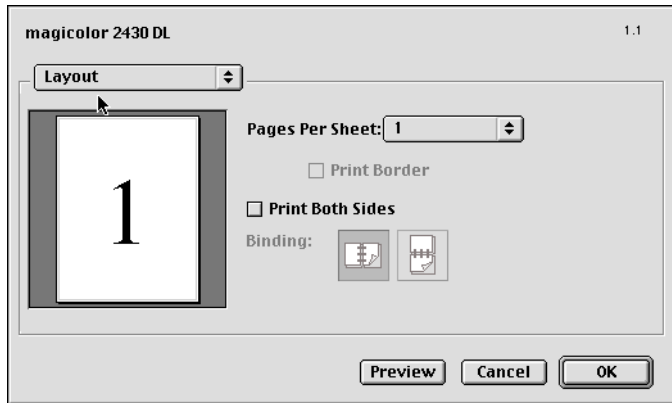 magicolor 2430 DL
1.1
Layout
1
Pages Per Sheet: 1
Print Border
Print Both Sides
Binding:
Preview Cancel OK